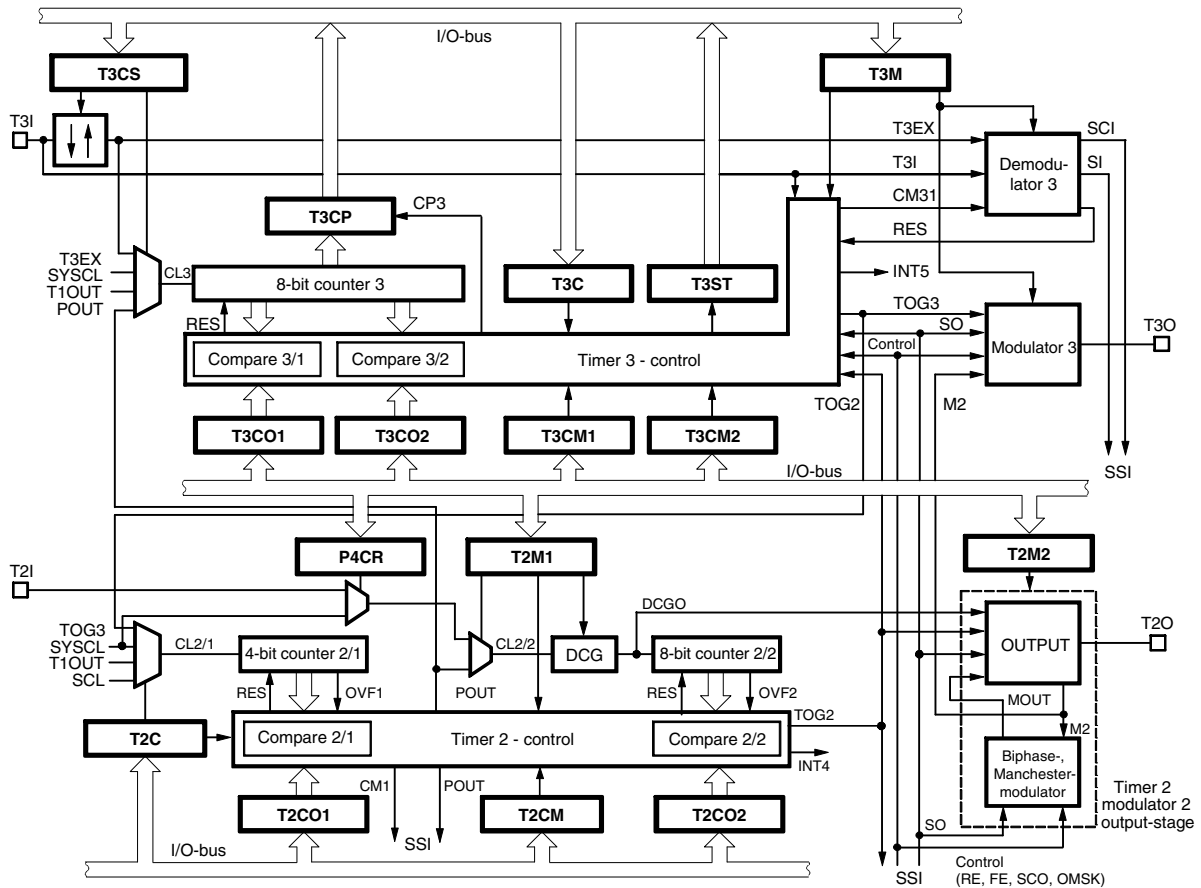 I/O-bus
T3CS
T3M
T3I
T3EX
SCI
T3I
SI
Demodu-
lator 3
CM31
T3CP
CP3
RES
T3EX
SYSCL
T1OUT
POUT
CL3
8-bit counter 3
T3C
T3ST
INT5
RES
TOG3
SO
T3O
Compare 3/1
Compare 3/2
Timer 3 - control
Control
Modulator 3
TOG2
M2
T3CO1
T3CO2
T3CM1
T3CM2
I/O-bus
SSI
P4CR
T2M1
T2M2
T2I
DCGO
T2O
TOG3
SYSCL
T1OUT
SCL
CL2/1
4-bit counter 2/1
CL2/2
DCG
8-bit counter 2/2
OUTPUT
RES
OVF1
POUT
RES
OVF2
MOUT
TOG2
M2
T2C
Compare 2/1
Timer 2 - control
Compare 2/2
INT4
Biphase-,
Manchester-
modulator
Timer 2
modulator 2
output-stage
CM1
POUT
T2CO1
T2CM
T2CO2
SSI
SO
I/O-bus
SSI
Control
(RE, FE, SCO, OMSK)